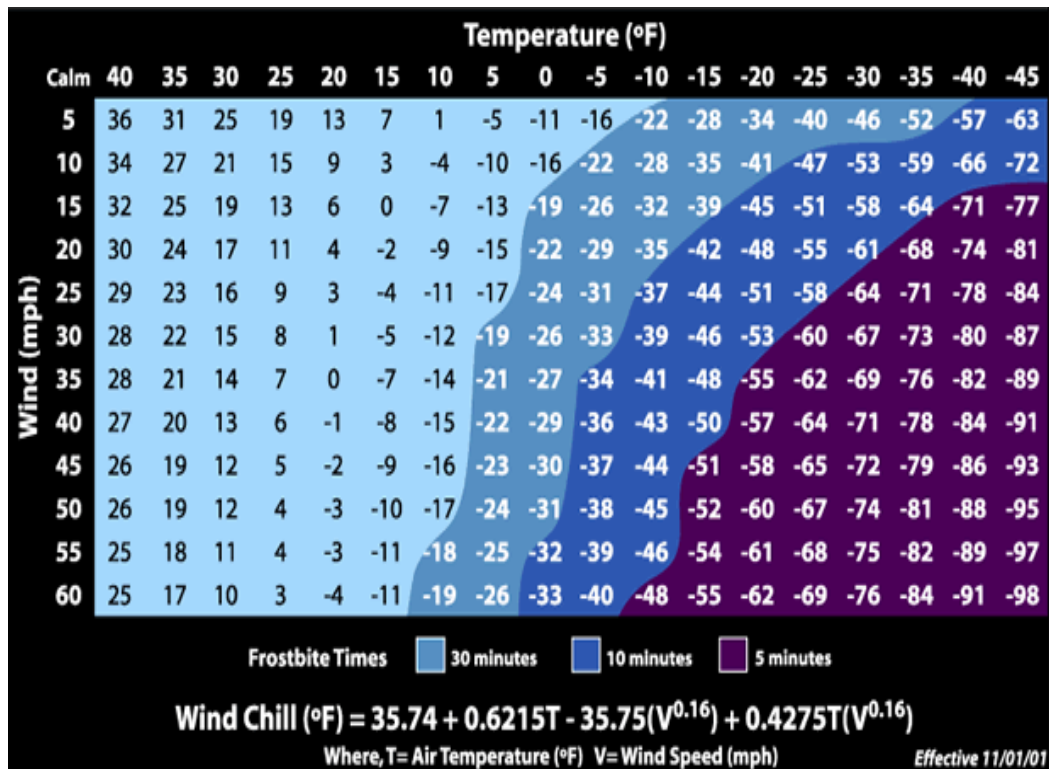 Temperature (ºF)
Calm 40 35 30 25 20 15 10 5 0 -5 -10 -15 -20 -25 -30 -35 -40 -45
5 36 31 25 19 13 7 1 -5 -11 -16 -22 -28 -34 -40 -46 -52 -57 -63
10 34 27 21 15 9 3 -4 -10 -16 -22 -28 -35 -41 -47 -53 -59 -66 -72
15 32 25 19 13 6 0 -7 -13 -19 -26 -32 -39 -45 -51 -58 -64 -71 -77
20 30 24 17 11 4 -2 -9 -15 -22 -29 -35 -42 -48 -55 -61 -68 -74 -81
25 29 23 16 9 3 -4 -11 -17 -24 -31 -37 -44 -51 -58 -64 -71 -78 -84
30 28 22 15 8 1 -5 -12 -19 -26 -33 -39 -46 -53 -60 -67 -73 -80 -87
35 28 21 14 7 0 -7 -14 -21 -27 -34 -41 -48 -55 -62 -69 -76 -82 -89
40 27 20 13 6 -1 -8 -15 -22 -29 -36 -43 -50 -57 -64 -71 -78 -84 -91
45 26 19 12 5 -2 -9 -16 -23 -30 -37 -44 -51 -58 -65 -72 -79 -86 -93
50 26 19 12 4 -3 -10 -17 -24 -31 -38 -45 -52 -60 -67 -74 -81 -88 -95
55 25 18 11 4 -3 -11 -18 -25 -32 -39 -46 -54 -61 -68 -75 -82 -89 -97
60 25 17 10 3 -4 -11 -19 -26 -33 -40 -48 -55 -62 -69 -76 -84 -91 -98
Wind (mph)
Frostbite Times 30 minutes 10 minutes 5 minutes
Wind Chill (ºF) = 35.74 + 0.6215T - 35.75(V0.16) + 0.4275T(V0.16)
Where, T= Air Temperature (ºF) V= Wind Speed (mph) Effective 11/01/01